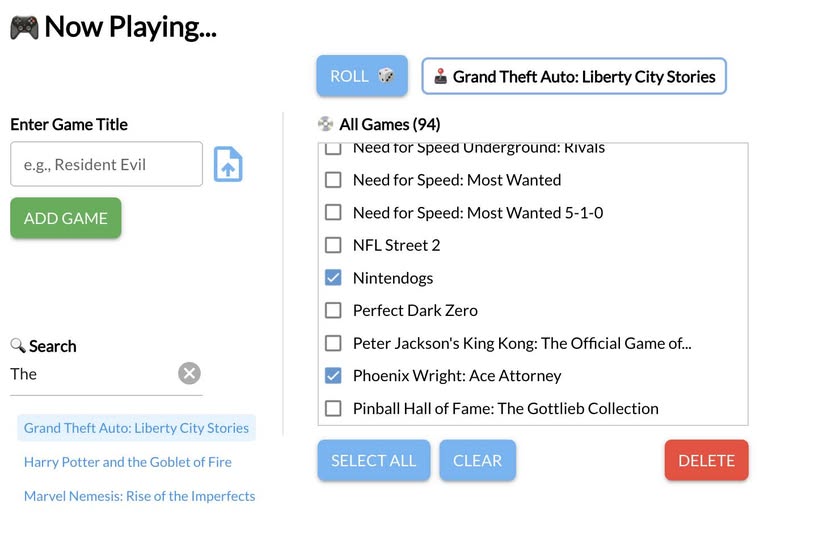 Now Playing...
ROLL
Grand Theft Auto: Liberty City Stories
Enter Game Title
e.g., Resident Evil
ADD GAME
Search
The
Grand Theft Auto: Liberty City Stories
Harry Potter and the Goblet of Fire
Marvel Nemesis: Rise of the Imperfects
All Games (94)
Need for Speed Underground: Rivals
Need for Speed: Most Wanted
Need for Speed: Most Wanted 5-1-0
NFL Street 2
Nintendogs
Perfect Dark Zero
Peter Jackson's King Kong: The Official Game of...
Phoenix Wright: Ace Attorney
Pinball Hall of Fame: The Gottlieb Collection
SELECT ALL
CLEAR
DELETE